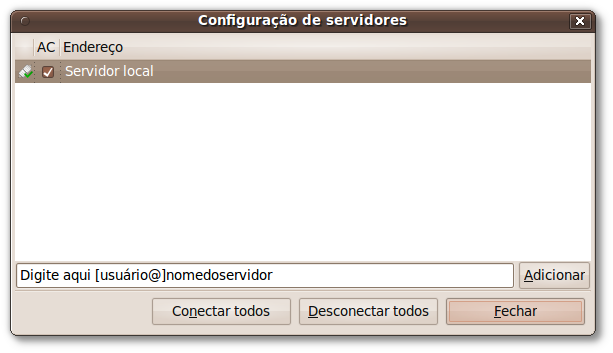 Configuração de servidores
AC Endereço
Servidor local
Digite aqui [usuário@]nomedoservidor Adicionar
Conectar todos Desconectar todos Fechar